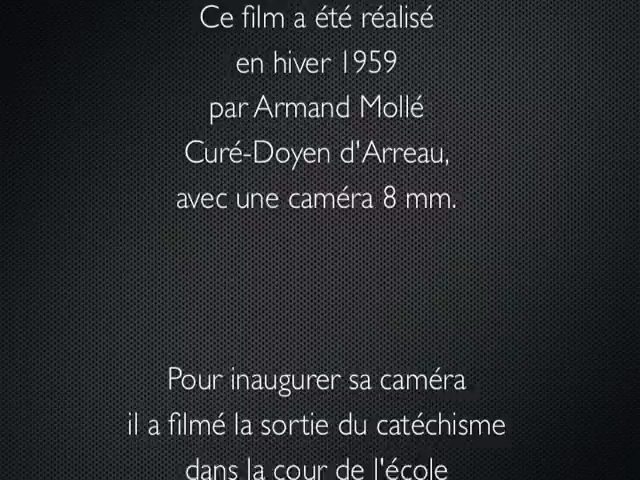 Ce film a été réalisé
en hiver 1959
par Armand Mollé
Curé-Doyen d'Arreau,
avec une caméra 8 mm.
Pour inaugurer sa caméra
il a filmé la sortie du catéchisme
dans la cour de l'école